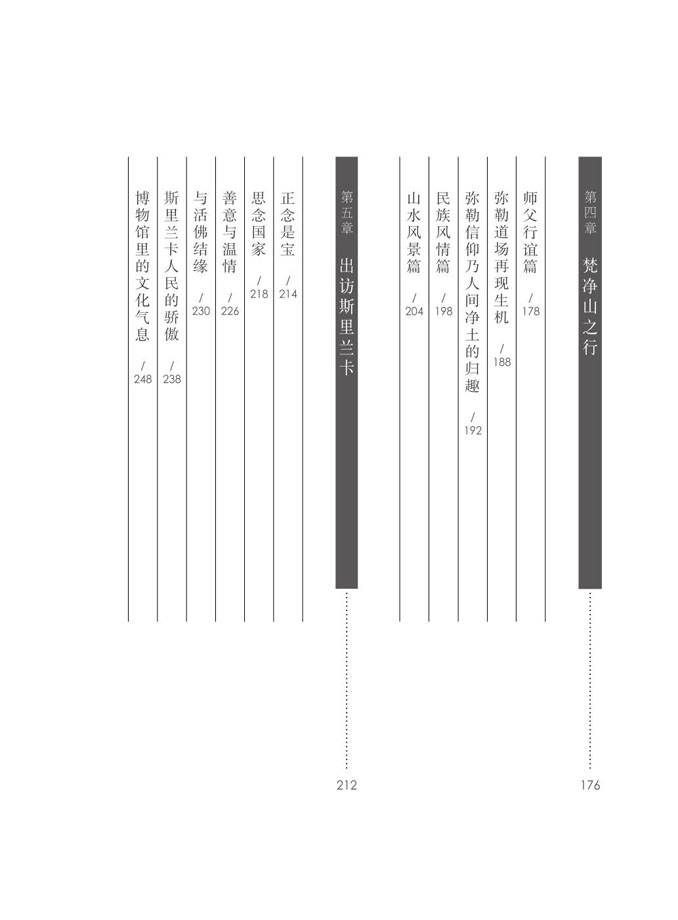 第四章 梵净山之行
176
师父行谊篇 / 178
弥勒道场再现生机 / 188
弥勒信仰乃人间净土的归趣 / 192
民族风情篇 / 198
山水风景篇 / 204
第五章 出访斯里兰卡
212
正念是宝 / 214
思念国家 / 218
善意与温情 / 226
与活佛结缘 / 230
斯里兰卡人民的骄傲 / 238
博物馆里的文化气息 / 248